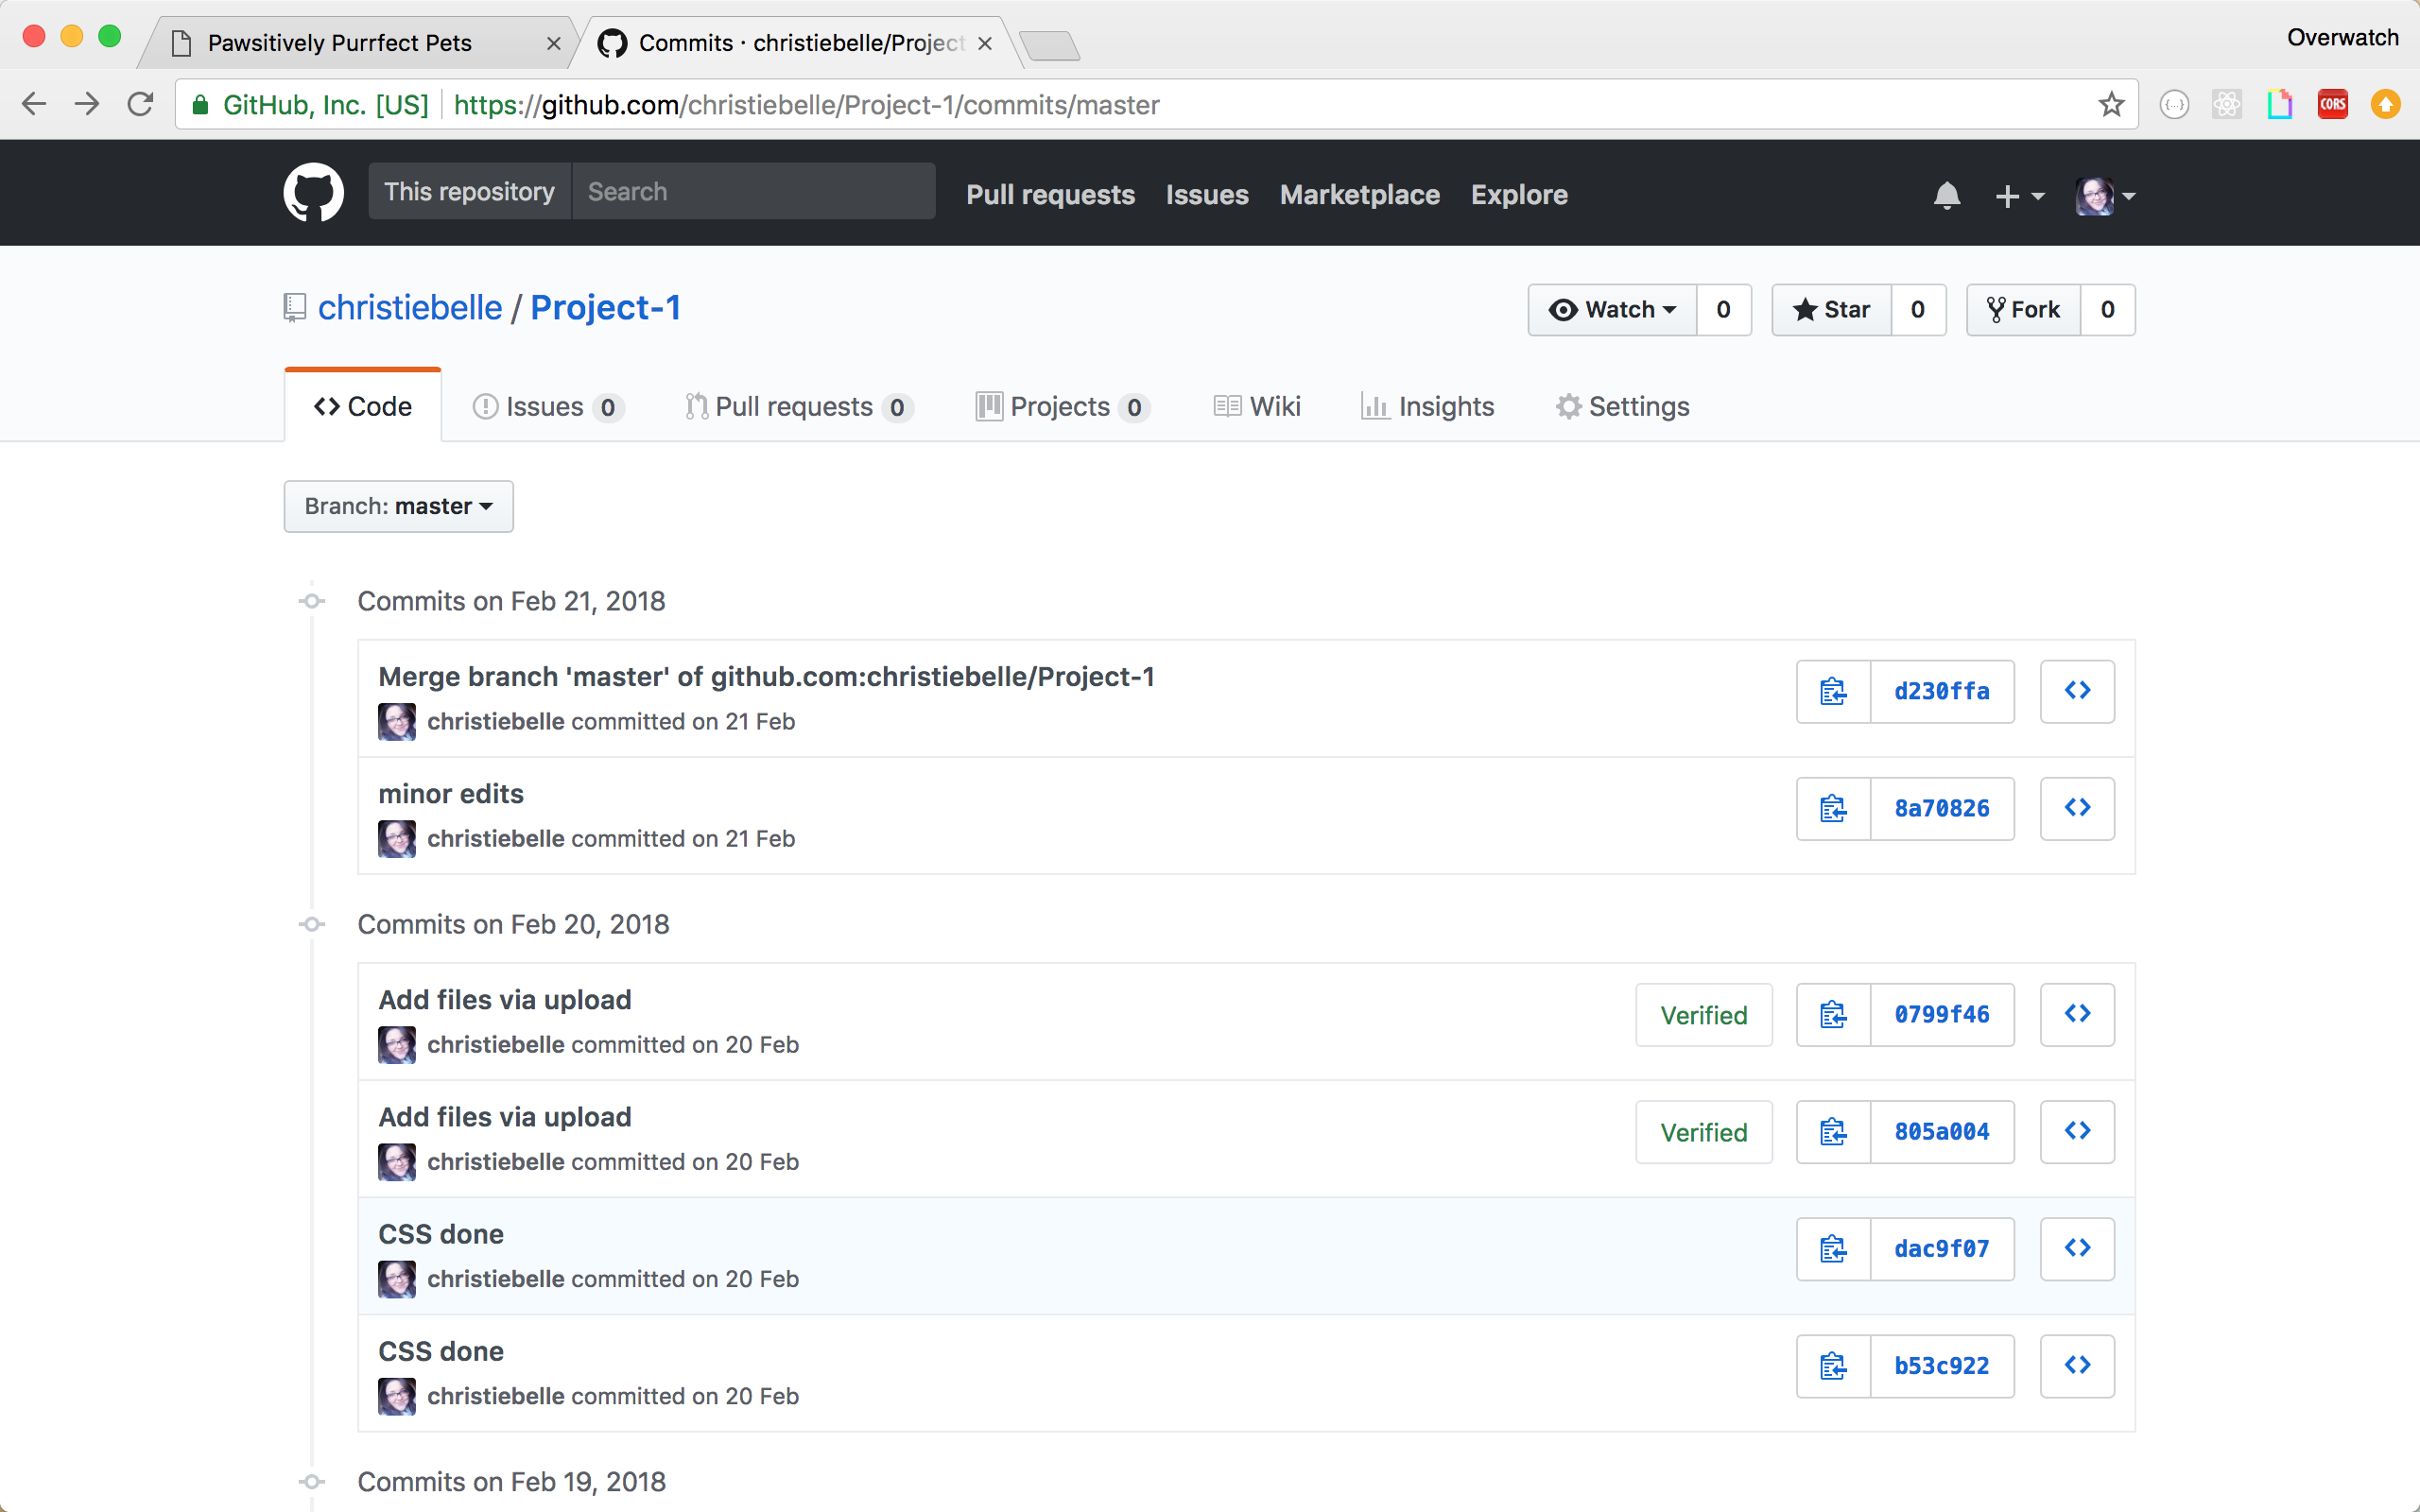 Pawsitively Purrfect Pets
Commits · christiebelle/Project
Overwatch
GitHub, Inc. [US] https://github.com/christiebelle/Project-1/commits/master
{...}
CORS
This repository Search Pull requests Issues Marketplace Explore
christiebelle / Project-1
Watch 0 Star 0 Fork 0
Code Issues 0 Pull requests 0 Projects 0 Wiki Insights Settings
Branch: master
Commits on Feb 21, 2018
Merge branch 'master' of github.com:christiebelle/Project-1
christiebelle committed on 21 Feb
d230ffa
minor edits
christiebelle committed on 21 Feb
8a70826
Commits on Feb 20, 2018
Add files via upload
christiebelle committed on 20 Feb
Verified 0799f46
Add files via upload
christiebelle committed on 20 Feb
Verified 805a004
CSS done
christiebelle committed on 20 Feb
dac9f07
CSS done
christiebelle committed on 20 Feb
b53c922
Commits on Feb 19, 2018